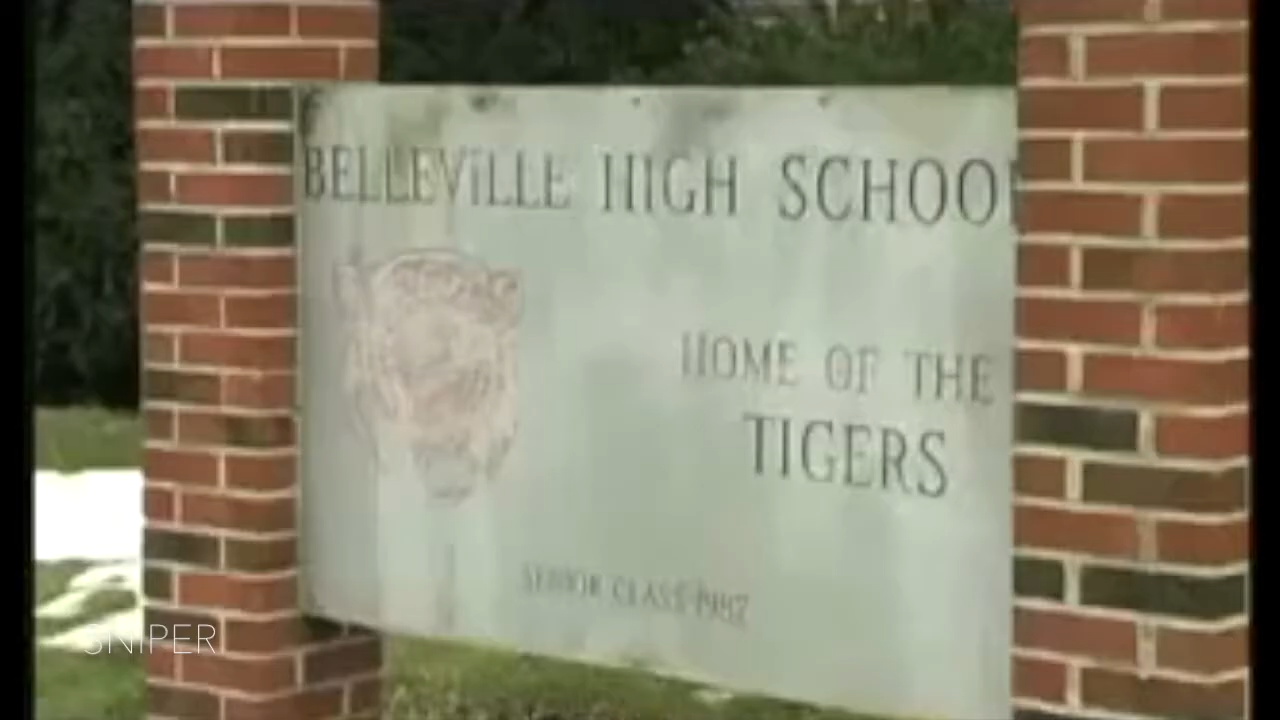 BELLEVILLE HIGH SCHOOL
HOME OF THE
TIGERS
SENIOR CLASS 1987
SNIPER